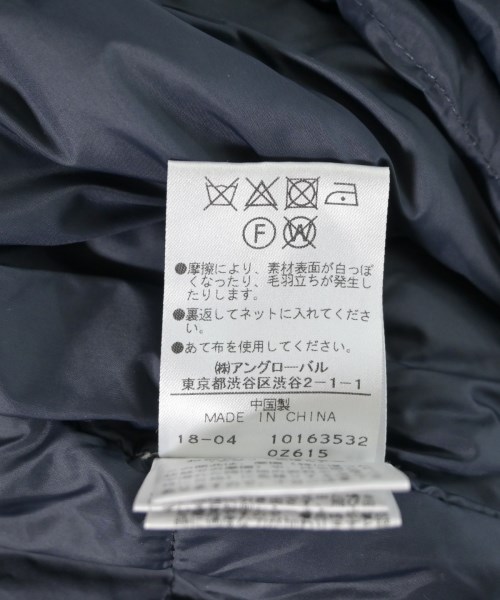 F W
●摩擦により、素材表面が白っぽ
くなったり、毛羽立ちが発生し
たりします。
●裏返してネットに入れてくださ
い。
●あて布を使用してください。
㈱アングローバル
東京都渋谷区渋谷2-1-1
中国製
MADE IN CHINA
18-04 10163532
0Z615